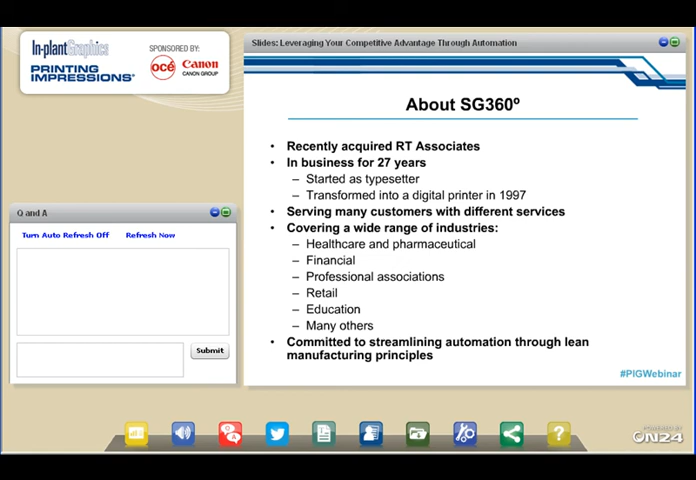 In-plantGraphics
PRINTING
IMPRESSIONS
SPONSORED BY:
océ
Canon
CANON GROUP
Slides: Leveraging Your Competitive Advantage Through Automation
About SG360º
• Recently acquired RT Associates
• In business for 27 years
– Started as typesetter
– Transformed into a digital printer in 1997
• Serving many customers with different services
• Covering a wide range of industries:
– Healthcare and pharmaceutical
– Financial
– Professional associations
– Retail
– Education
– Many others
• Committed to streamlining automation through lean
manufacturing principles
#PIGWebinar
Q and A
Turn Auto Refresh Off Refresh Now
Submit
Q
A
?
POWERED BY
ON24